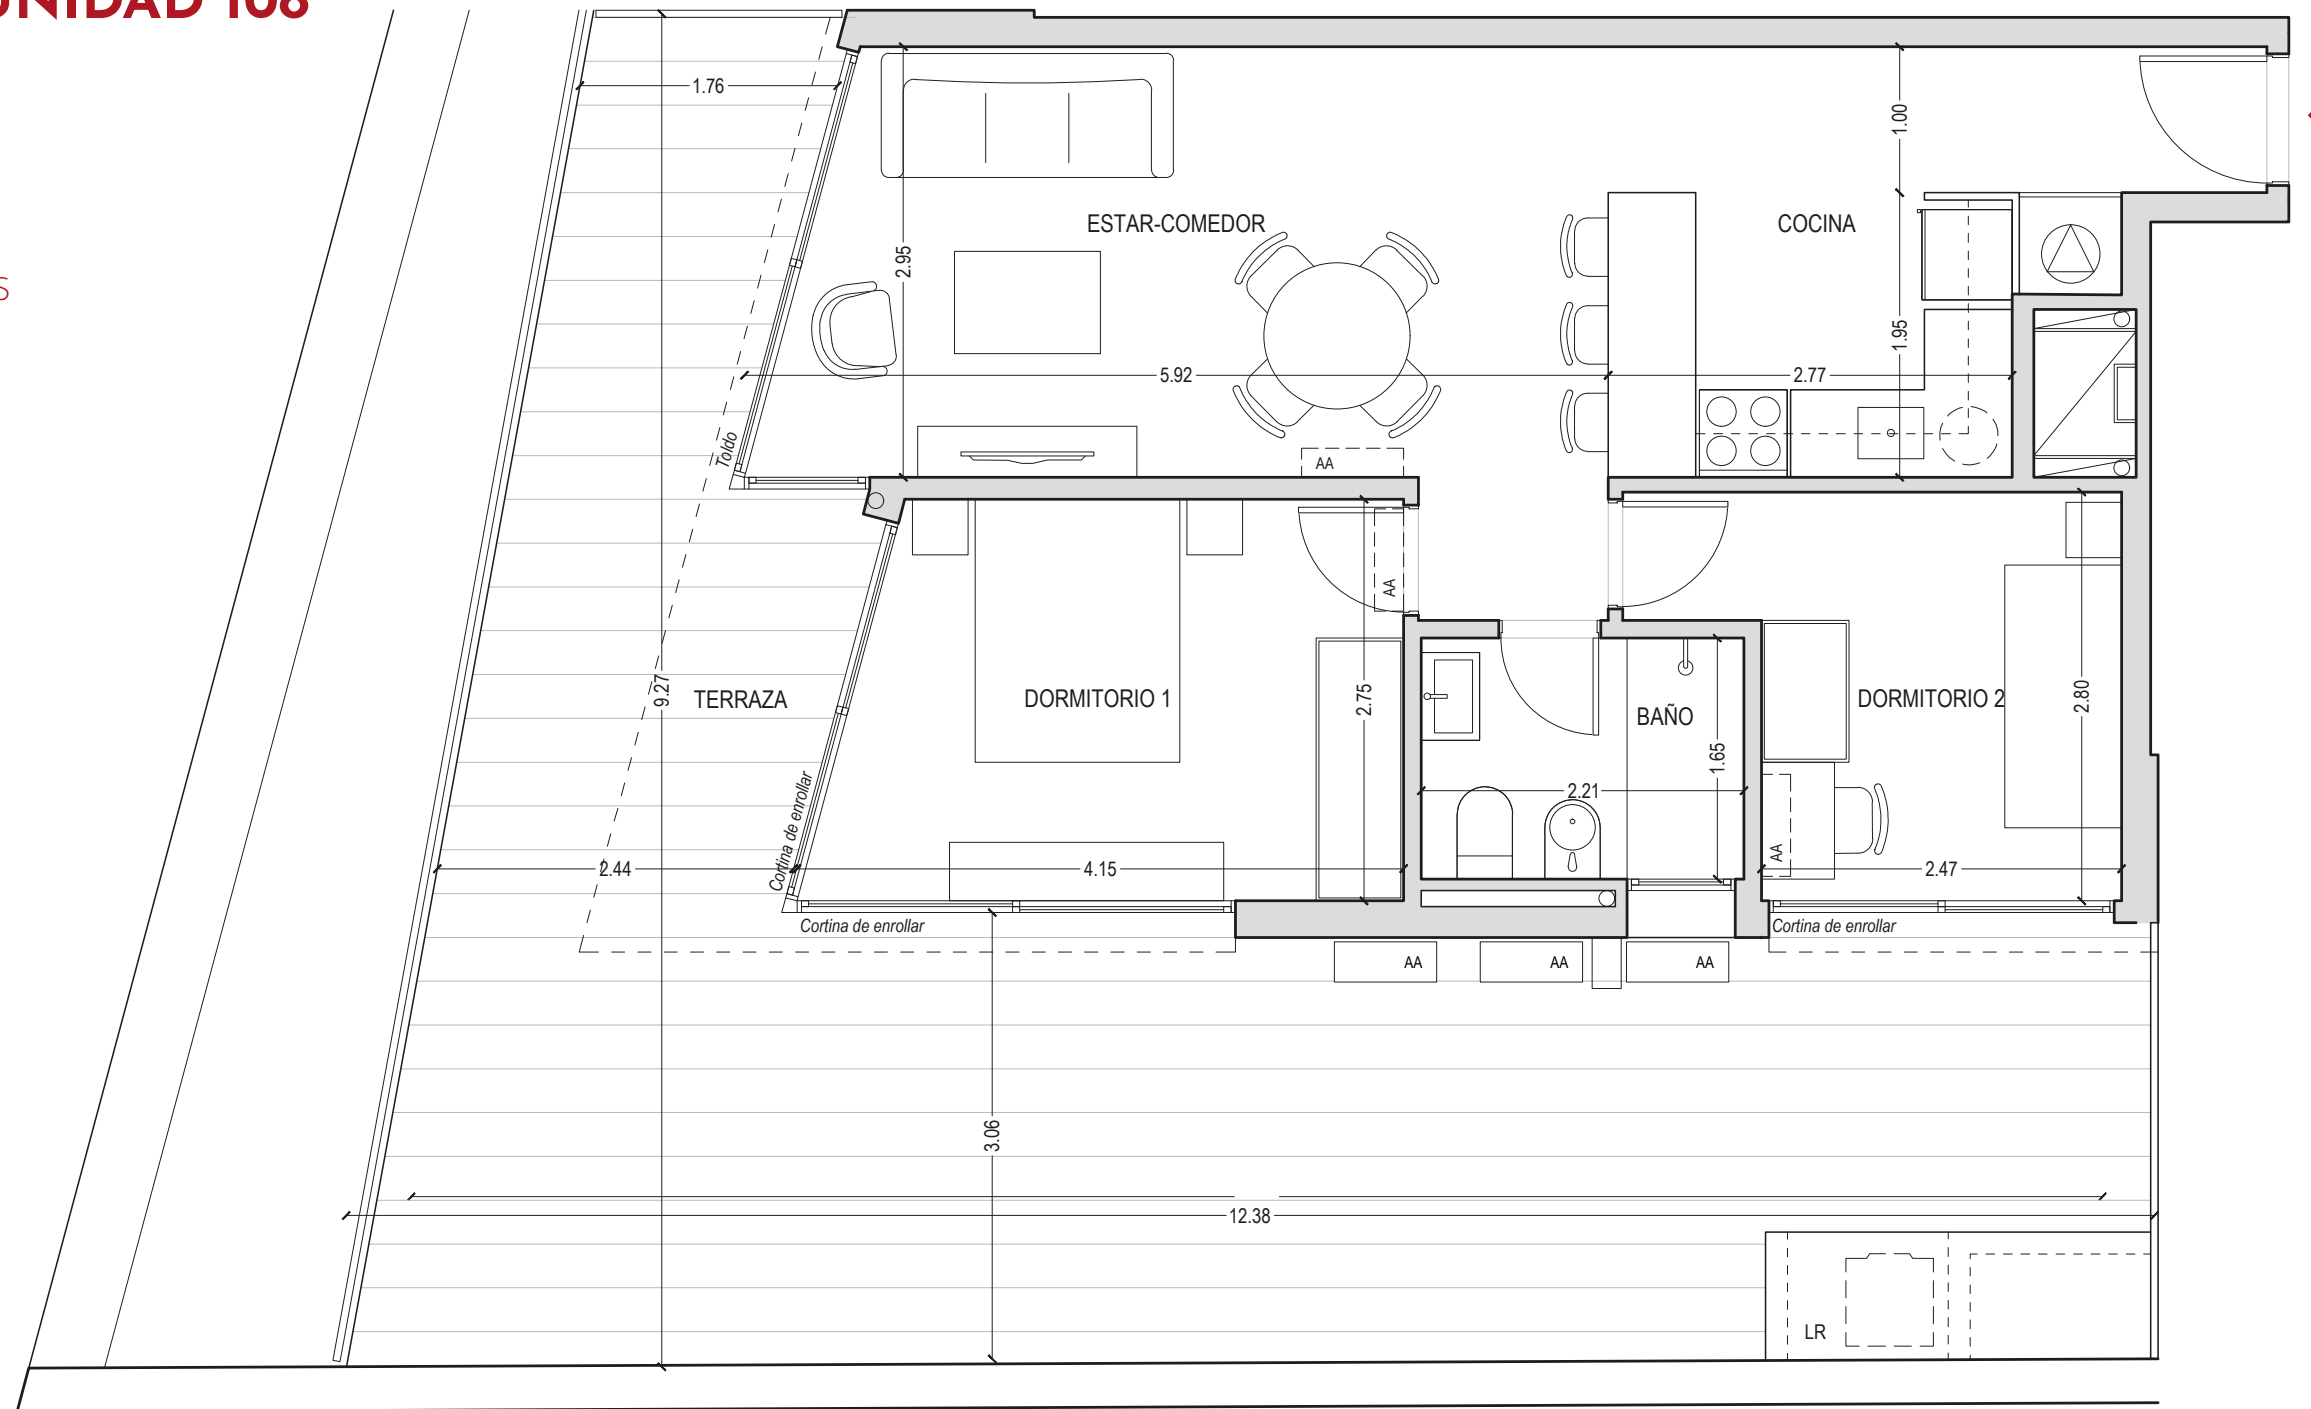 UNIDAD 106
S
1.76
1.00
ESTAR-COMEDOR
COCINA
2.95
1.95
5.92
2.77
Toldo
AA
AA
9.27
TERRAZA
DORMITORIO 1
2.75
BAÑO
DORMITORIO 2
2.80
1.65
2.21
Cortina de enrollar
AA
2.44
4.15
2.47
Cortina de enrollar
Cortina de enrollar
AA
AA
AA
3.06
12.38
LR